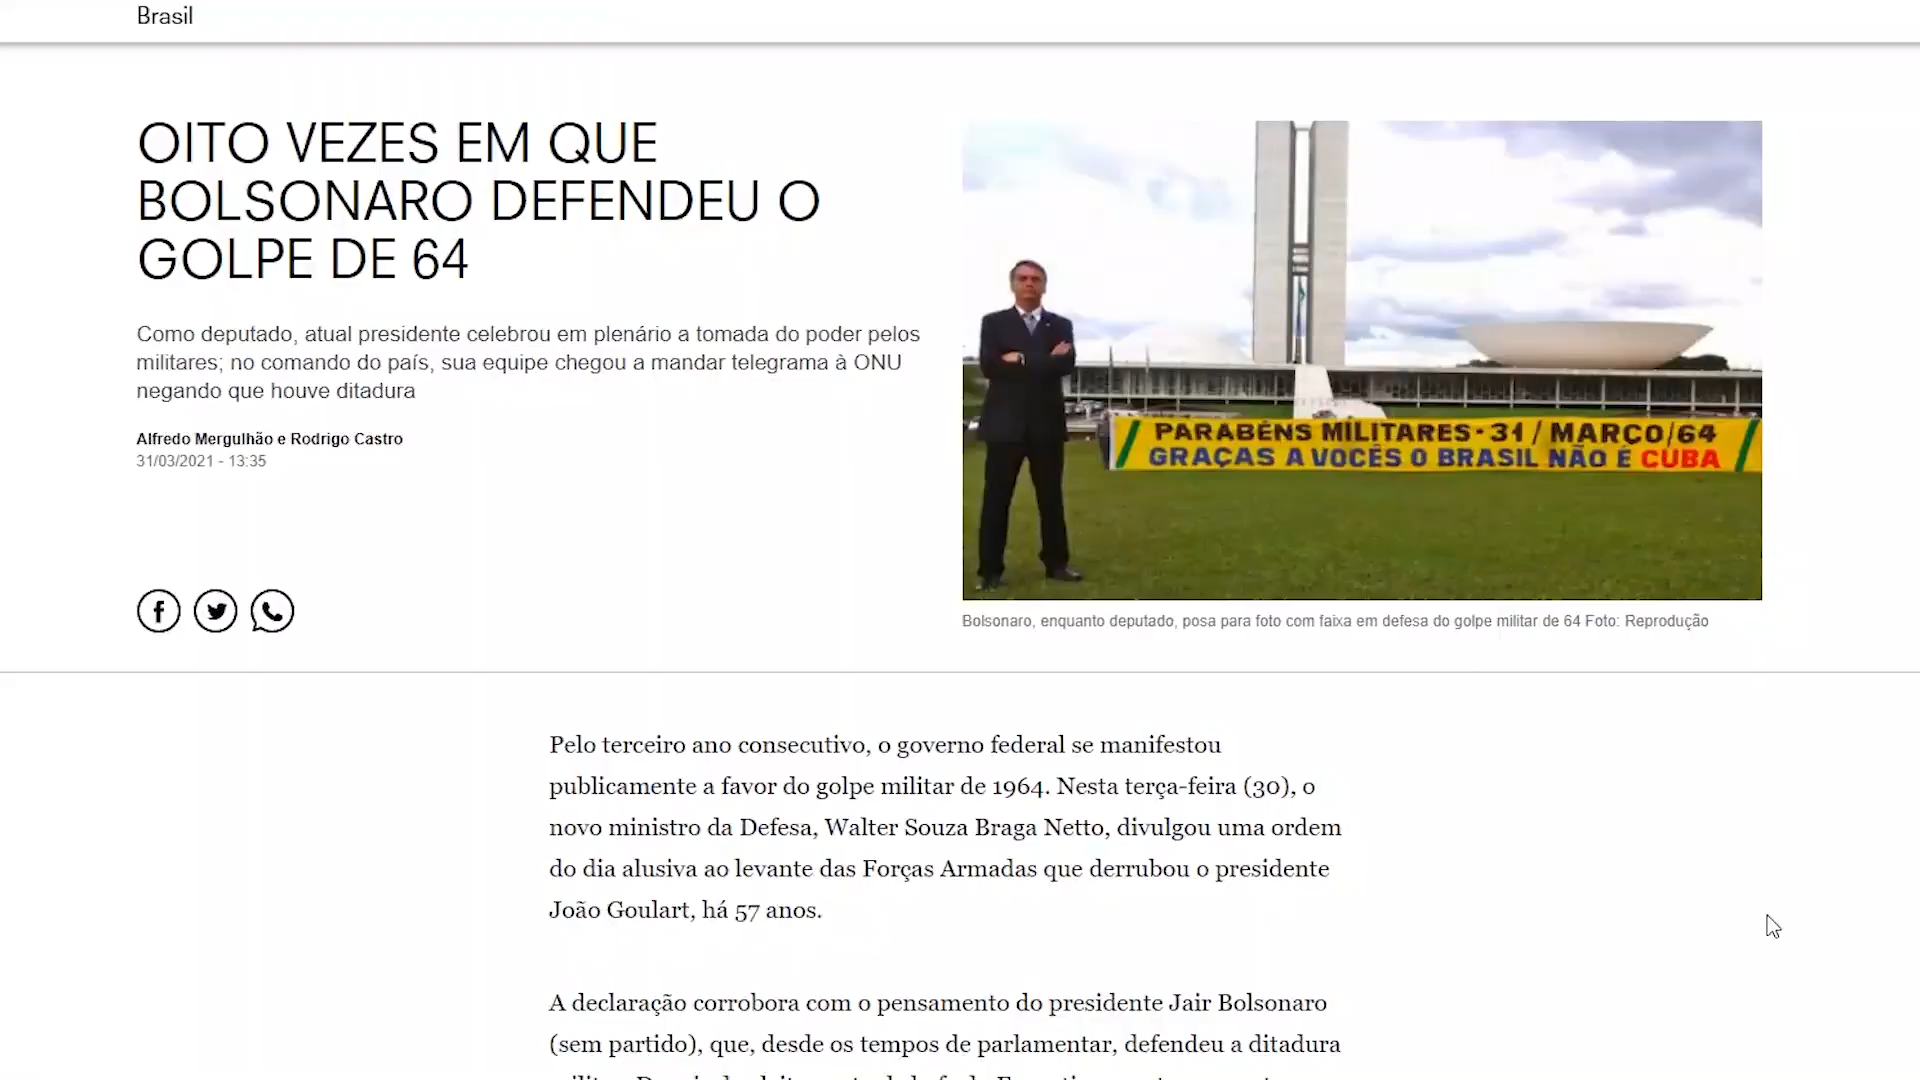 Brasil
OITO VEZES EM QUE
BOLSONARO DEFENDEU O
GOLPE DE 64
Como deputado, atual presidente celebrou em plenário a tomada do poder pelos
militares; no comando do país, sua equipe chegou a mandar telegrama à ONU
negando que houve ditadura
Alfredo Mergulhão e Rodrigo Castro
31/03/2021 - 13:35
PARABÉNS MILITARES - 31 / MARÇO/64
GRAÇAS A VOCÊS O BRASIL NÃO É CUBA
Bolsonaro, enquanto deputado, posa para foto com faixa em defesa do golpe militar de 64 Foto: Reprodução
Pelo terceiro ano consecutivo, o governo federal se manifestou
publicamente a favor do golpe militar de 1964. Nesta terça-feira (30), o
novo ministro da Defesa, Walter Souza Braga Netto, divulgou uma ordem
do dia alusiva ao levante das Forças Armadas que derrubou o presidente
João Goulart, há 57 anos.
A declaração corrobora com o pensamento do presidente Jair Bolsonaro
(sem partido), que, desde os tempos de parlamentar, defendeu a ditadura